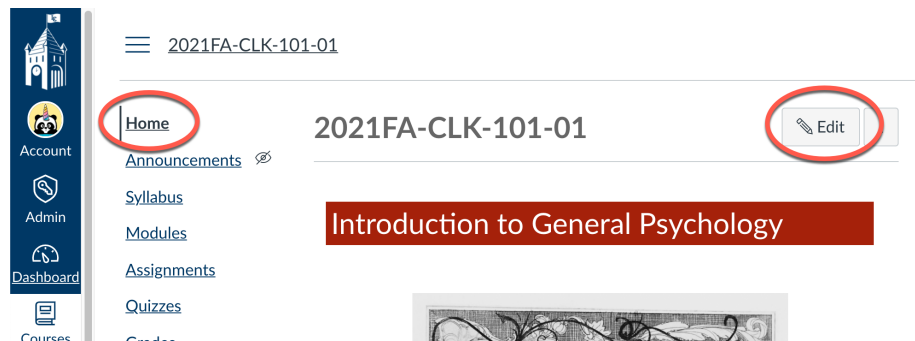 2021FA-CLK-101-01
Account
Admin
Dashboard
Courses
Home
Announcements
Syllabus
Modules
Assignments
Quizzes
Grades
2021FA-CLK-101-01
Edit
Introduction to General Psychology